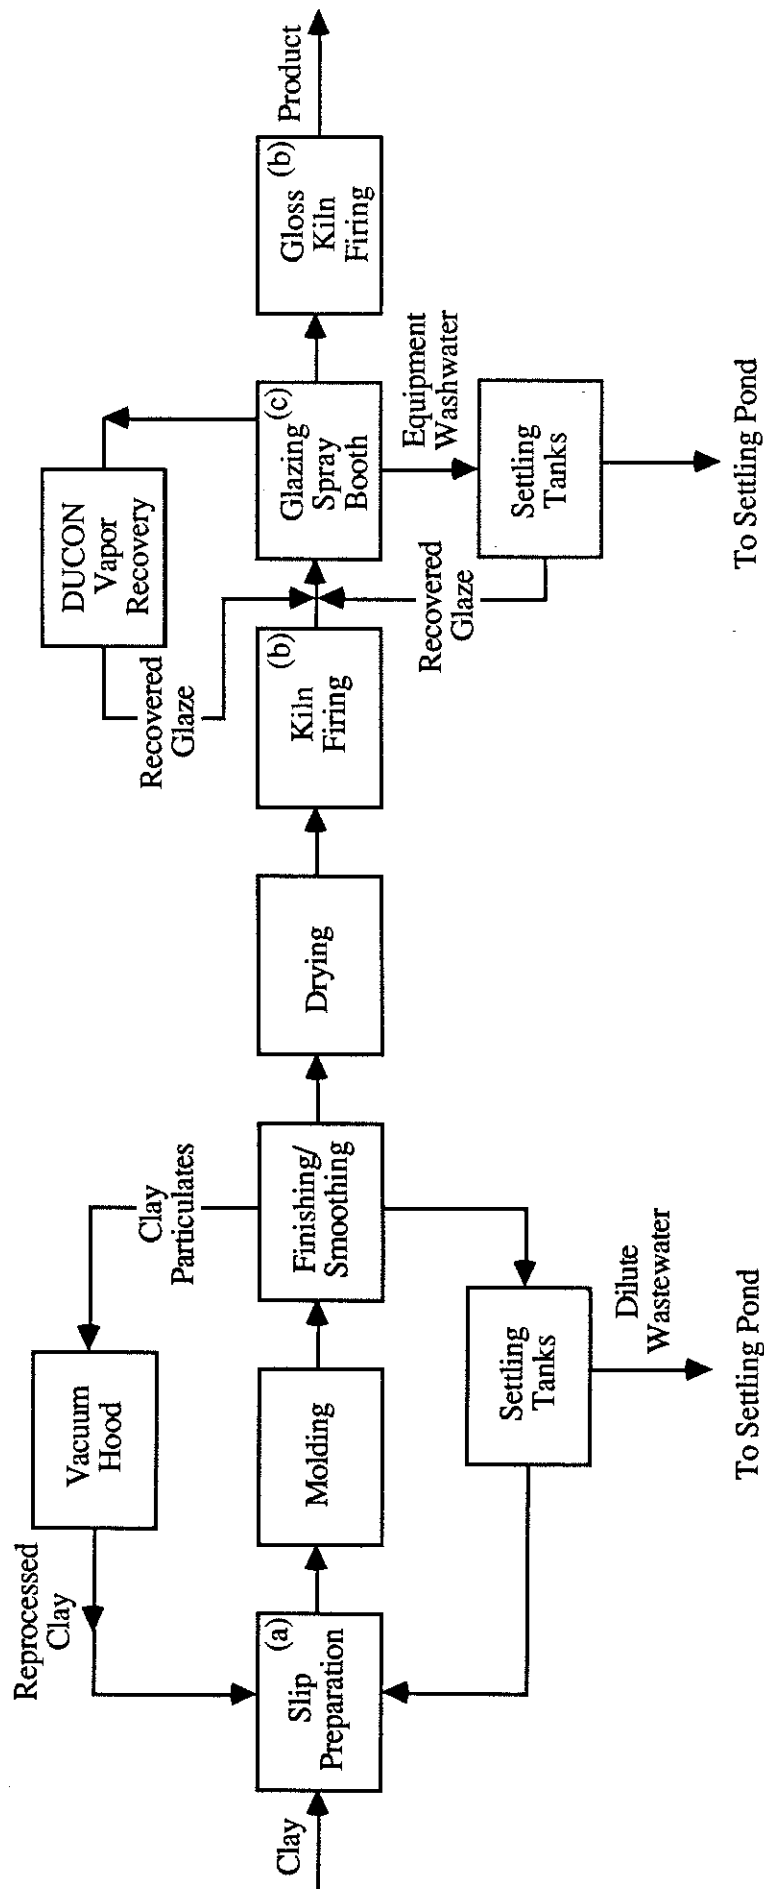 Clay
Slip
Preparation
(a)
Reprocessed
Clay
Vacuum
Hood
Clay
Particulates
Molding
Finishing/
Smoothing
Settling
Tanks
Dilute
Wastewater
To Settling Pond
Drying
Kiln
Firing
(b)
Recovered
Glaze
DUCON
Vapor
Recovery
Glazing
Spray
Booth
(c)
Recovered
Glaze
Equipment
Washwater
Settling
Tanks
To Settling Pond
Gloss
Kiln
Firing
(b)
Product